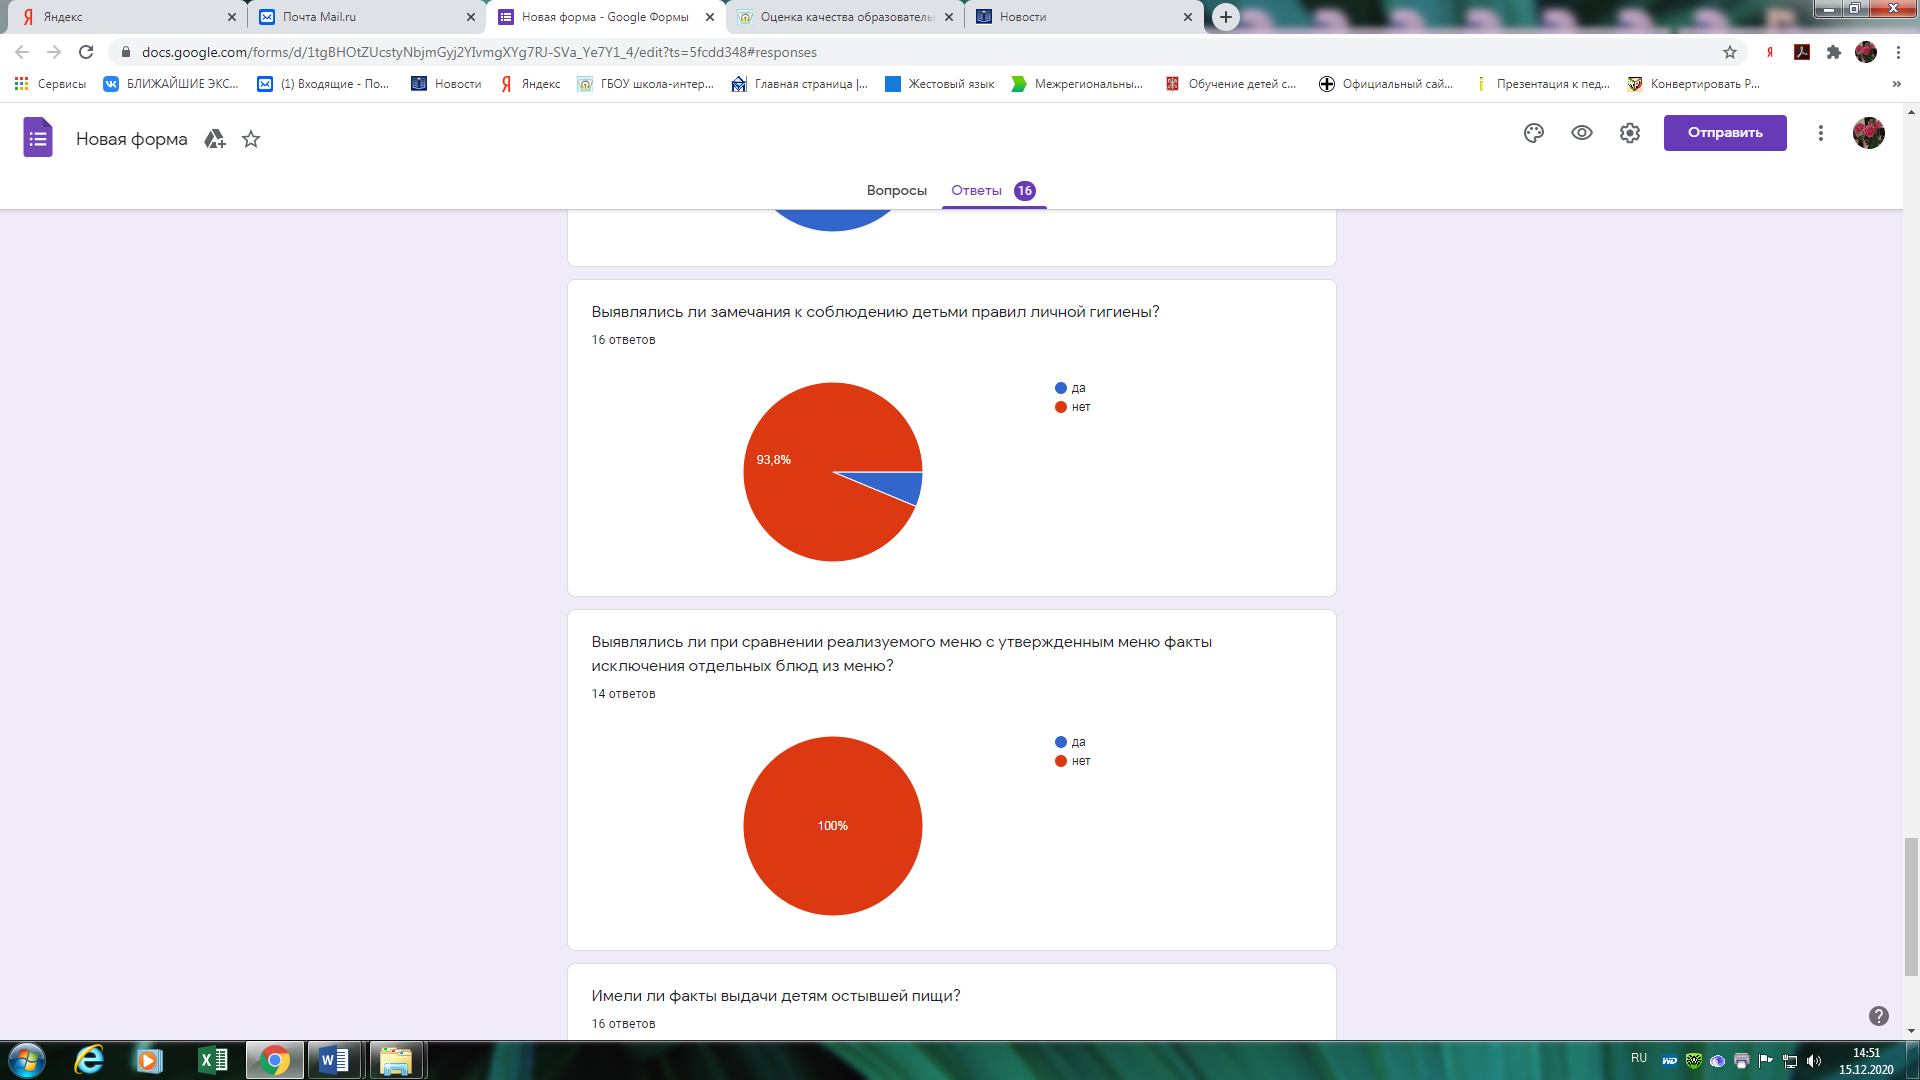 Яндекс
Почта Mail.ru
Новая форма - Google Формы
Оценка качества образователь
Новости
docs.google.com/forms/d/1tgBHOtZUcstyNbjmGyj2YIvmgXYg7RJ-SVa_Ye7Y1_4/edit?ts=5fcdd348#responses
Сервисы
БЛИЖАЙШИЕ ЭКС...
(1) Входящие - По...
Новости
Яндекс
ГБОУ школа-интер...
Главная страница |...
Жестовый язык
Межрегиональны...
Обучение детей с...
Официальный сай...
Презентация к пед...
Конвертировать P...
»
Новая форма
Отправить
Вопросы
Ответы 16
Выявлялись ли замечания к соблюдению детьми правил личной гигиены?
16 ответов
да
нет
93,8%
Выявлялись ли при сравнении реализуемого меню с утвержденным меню факты
исключения отдельных блюд из меню?
14 ответов
да
нет
100%
Имели ли факты выдачи детям остывшей пищи?
16 ответов
RU
14:51
15.12.2020